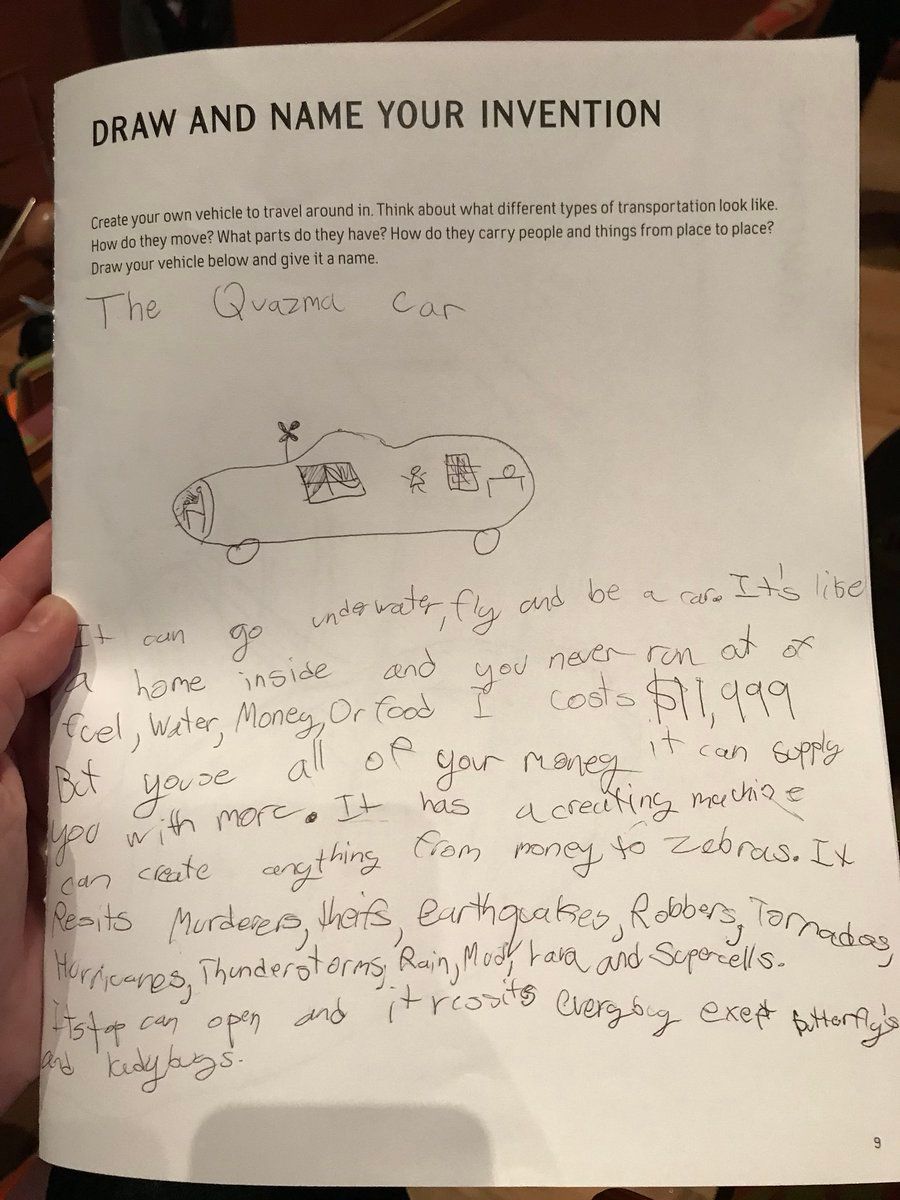 DRAW AND NAME YOUR INVENTION
Create your own vehicle to travel around in. Think about what different types of transportation look like.
How do they move? What parts do they have? How do they carry people and things from place to place?
Draw your vehicle below and give it a name.
The Quazma car
It can go underwater, fly and be a car. It's like
a home inside and you never run at of
fuel, Water, Money, Or food I costs $11,999
But youse all of your money it can supply
you with more. It has a creating machine
can create anything from money to zebras. It
Resits Murderers, theifs, earthquakes, Robbers, Tornados,
Hurricanes, Thunderstorms, Rain, Mud, Lava and Supercells.
Itstop can open and it resits everybug exept butterfly's
and ladybugs.
9